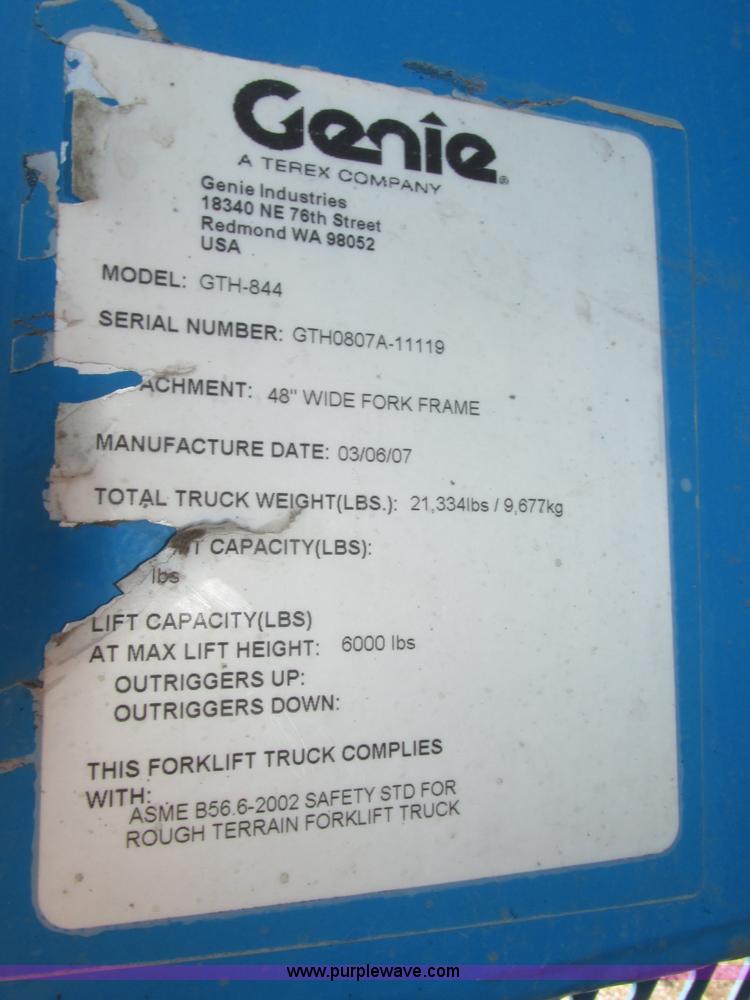 Genie
A TEREX COMPANY
Genie Industries
18340 NE 76th Street
Redmond WA 98052
USA
MODEL: GTH-844
SERIAL NUMBER: GTH0807A-11119
ACHMENT: 48" WIDE FORK FRAME
MANUFACTURE DATE: 03/06/07
TOTAL TRUCK WEIGHT(LBS.): 21,334lbs / 9,677kg
T CAPACITY(LBS):
lbs
LIFT CAPACITY(LBS)
AT MAX LIFT HEIGHT: 6000 lbs
OUTRIGGERS UP:
OUTRIGGERS DOWN:
THIS FORKLIFT TRUCK COMPLIES
WITH:
ASME B56.6-2002 SAFETY STD FOR
ROUGH TERRAIN FORKLIFT TRUCK
www.purplewave.com